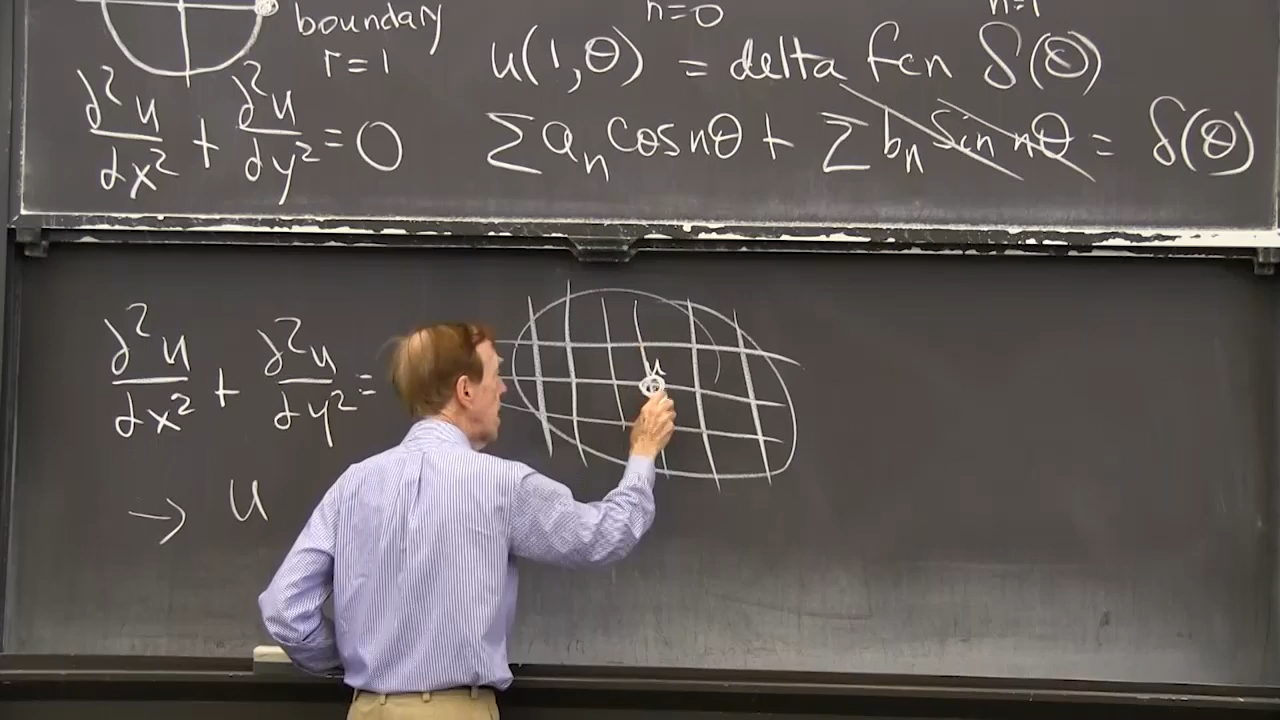 boundary
r=1
n=0
n=1
u(1,θ) = delta fcn δ(θ)
∂²u/∂x² + ∂²u/∂y² = 0
∑ aₙ cos nθ + ∑ bₙ sin nθ = δ(θ)
∂²u/∂x² + ∂²u/∂y² =
u
→ u